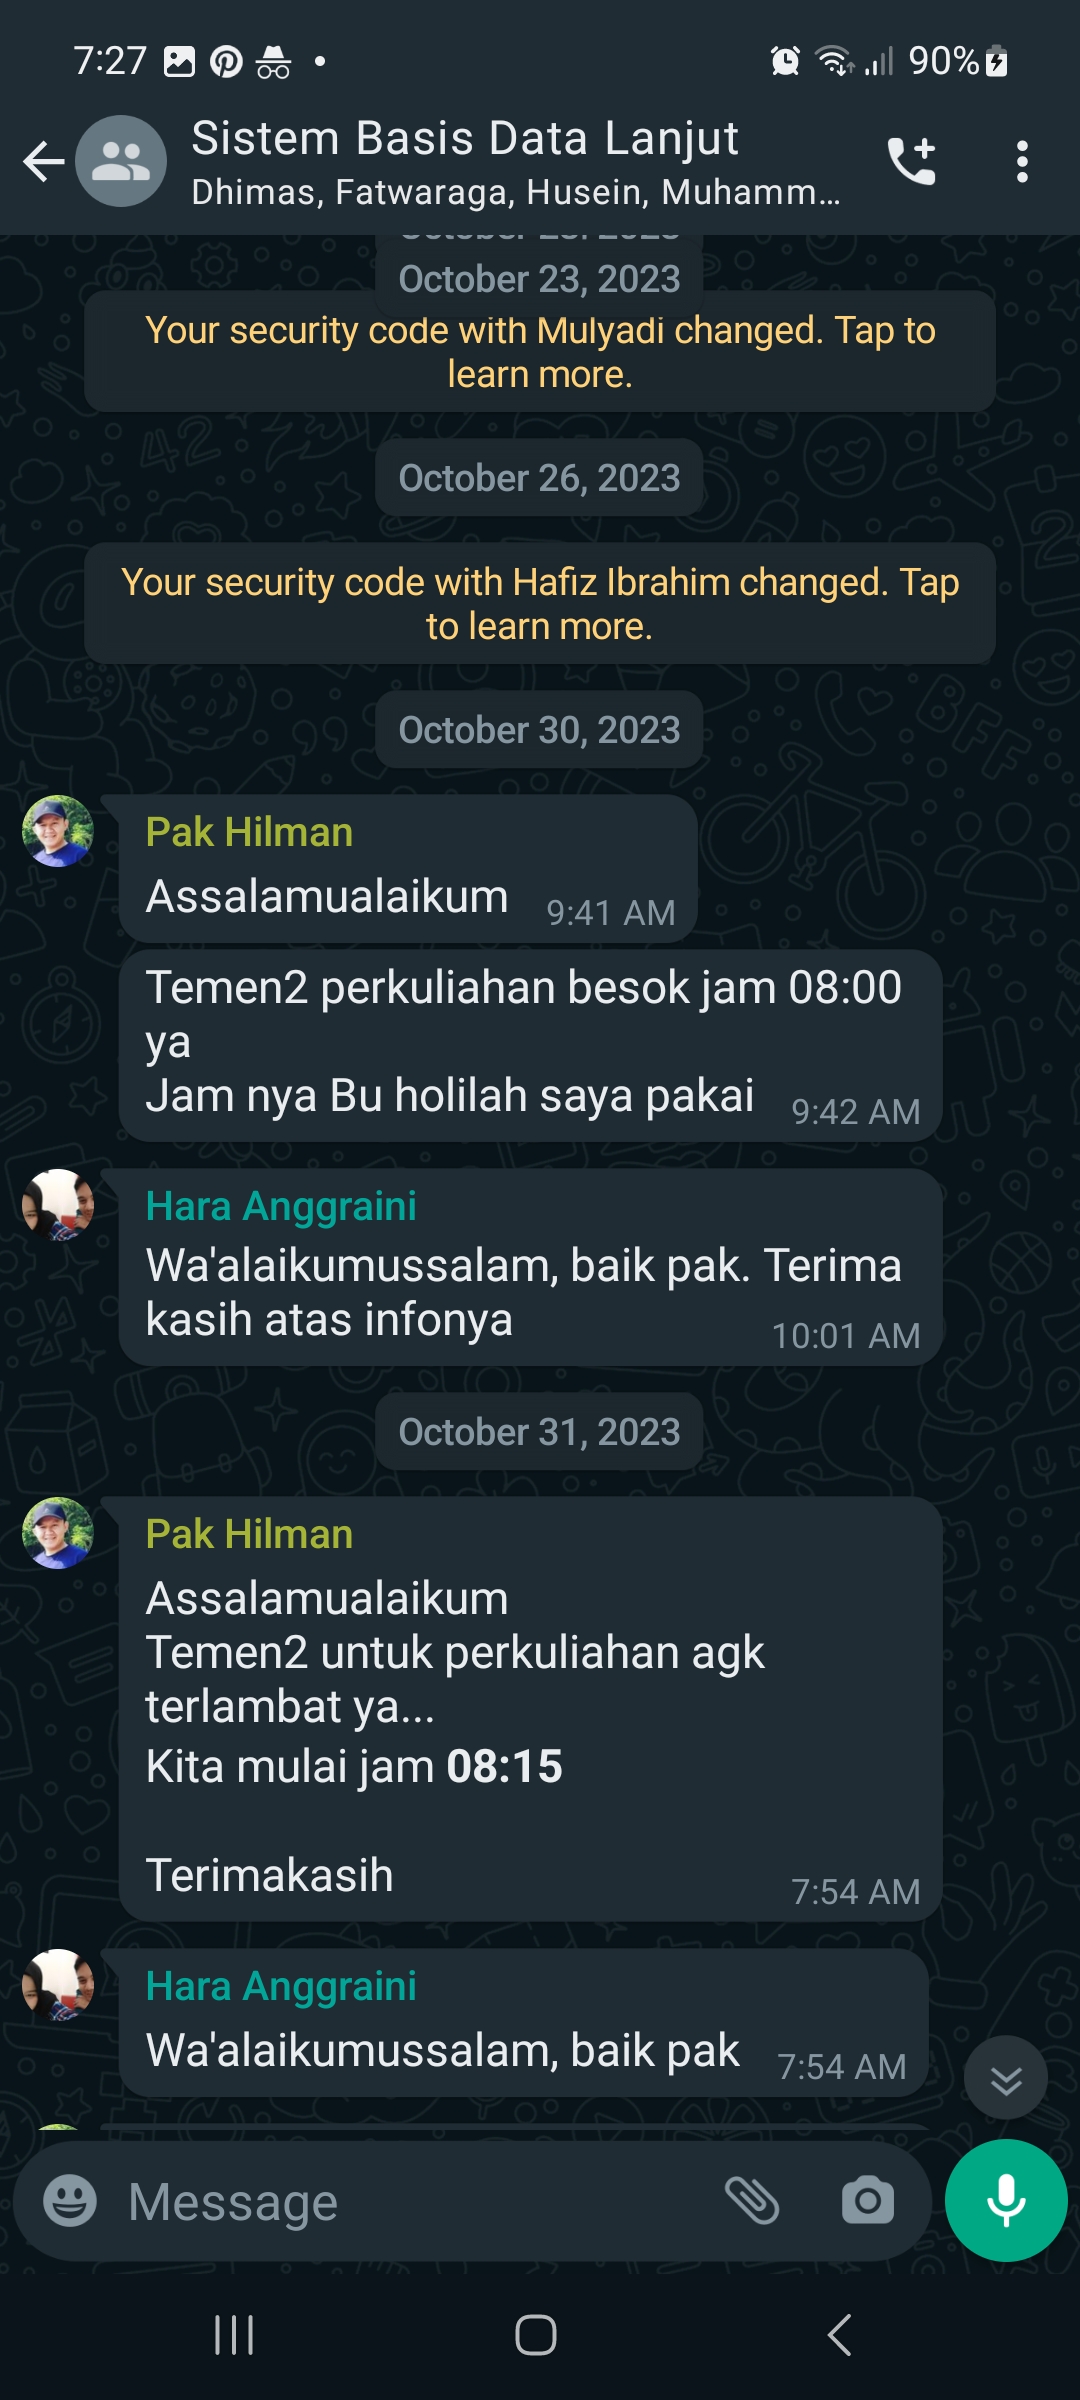 7:27
90%
Sistem Basis Data Lanjut
Dhimas, Fatwaraga, Husein, Muhamm...
October 23, 2023
Your security code with Mulyadi changed. Tap to
learn more.
October 26, 2023
Your security code with Hafiz Ibrahim changed. Tap
to learn more.
October 30, 2023
Pak Hilman
Assalamualaikum
9:41 AM
Temen2 perkuliahan besok jam 08:00
ya
Jam nya Bu holilah saya pakai
9:42 AM
Hara Anggraini
Wa'alaikumussalam, baik pak. Terima
kasih atas infonya
10:01 AM
October 31, 2023
Pak Hilman
Assalamualaikum
Temen2 untuk perkuliahan agk
terlambat ya...
Kita mulai jam 08:15
Terimakasih
7:54 AM
Hara Anggraini
Wa'alaikumussalam, baik pak
7:54 AM
Message